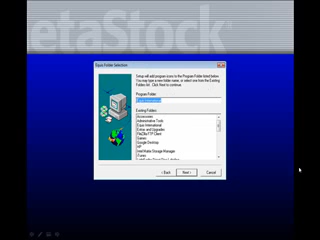 etaStock
Equis Folder Selection
Setup will add program icons to the Program Folder listed below.
You may type a new folder name, or select one from the Existing
Folders list. Click Next to continue.
Program Folder:
Equis International
Existing Folders:
Accessories
Administrative Tools
Equis International
Extras and Upgrades
Games
Google Desktop
HP
Intel Matrix Storage Manager
iTunes
< Back
Next >
Cancel